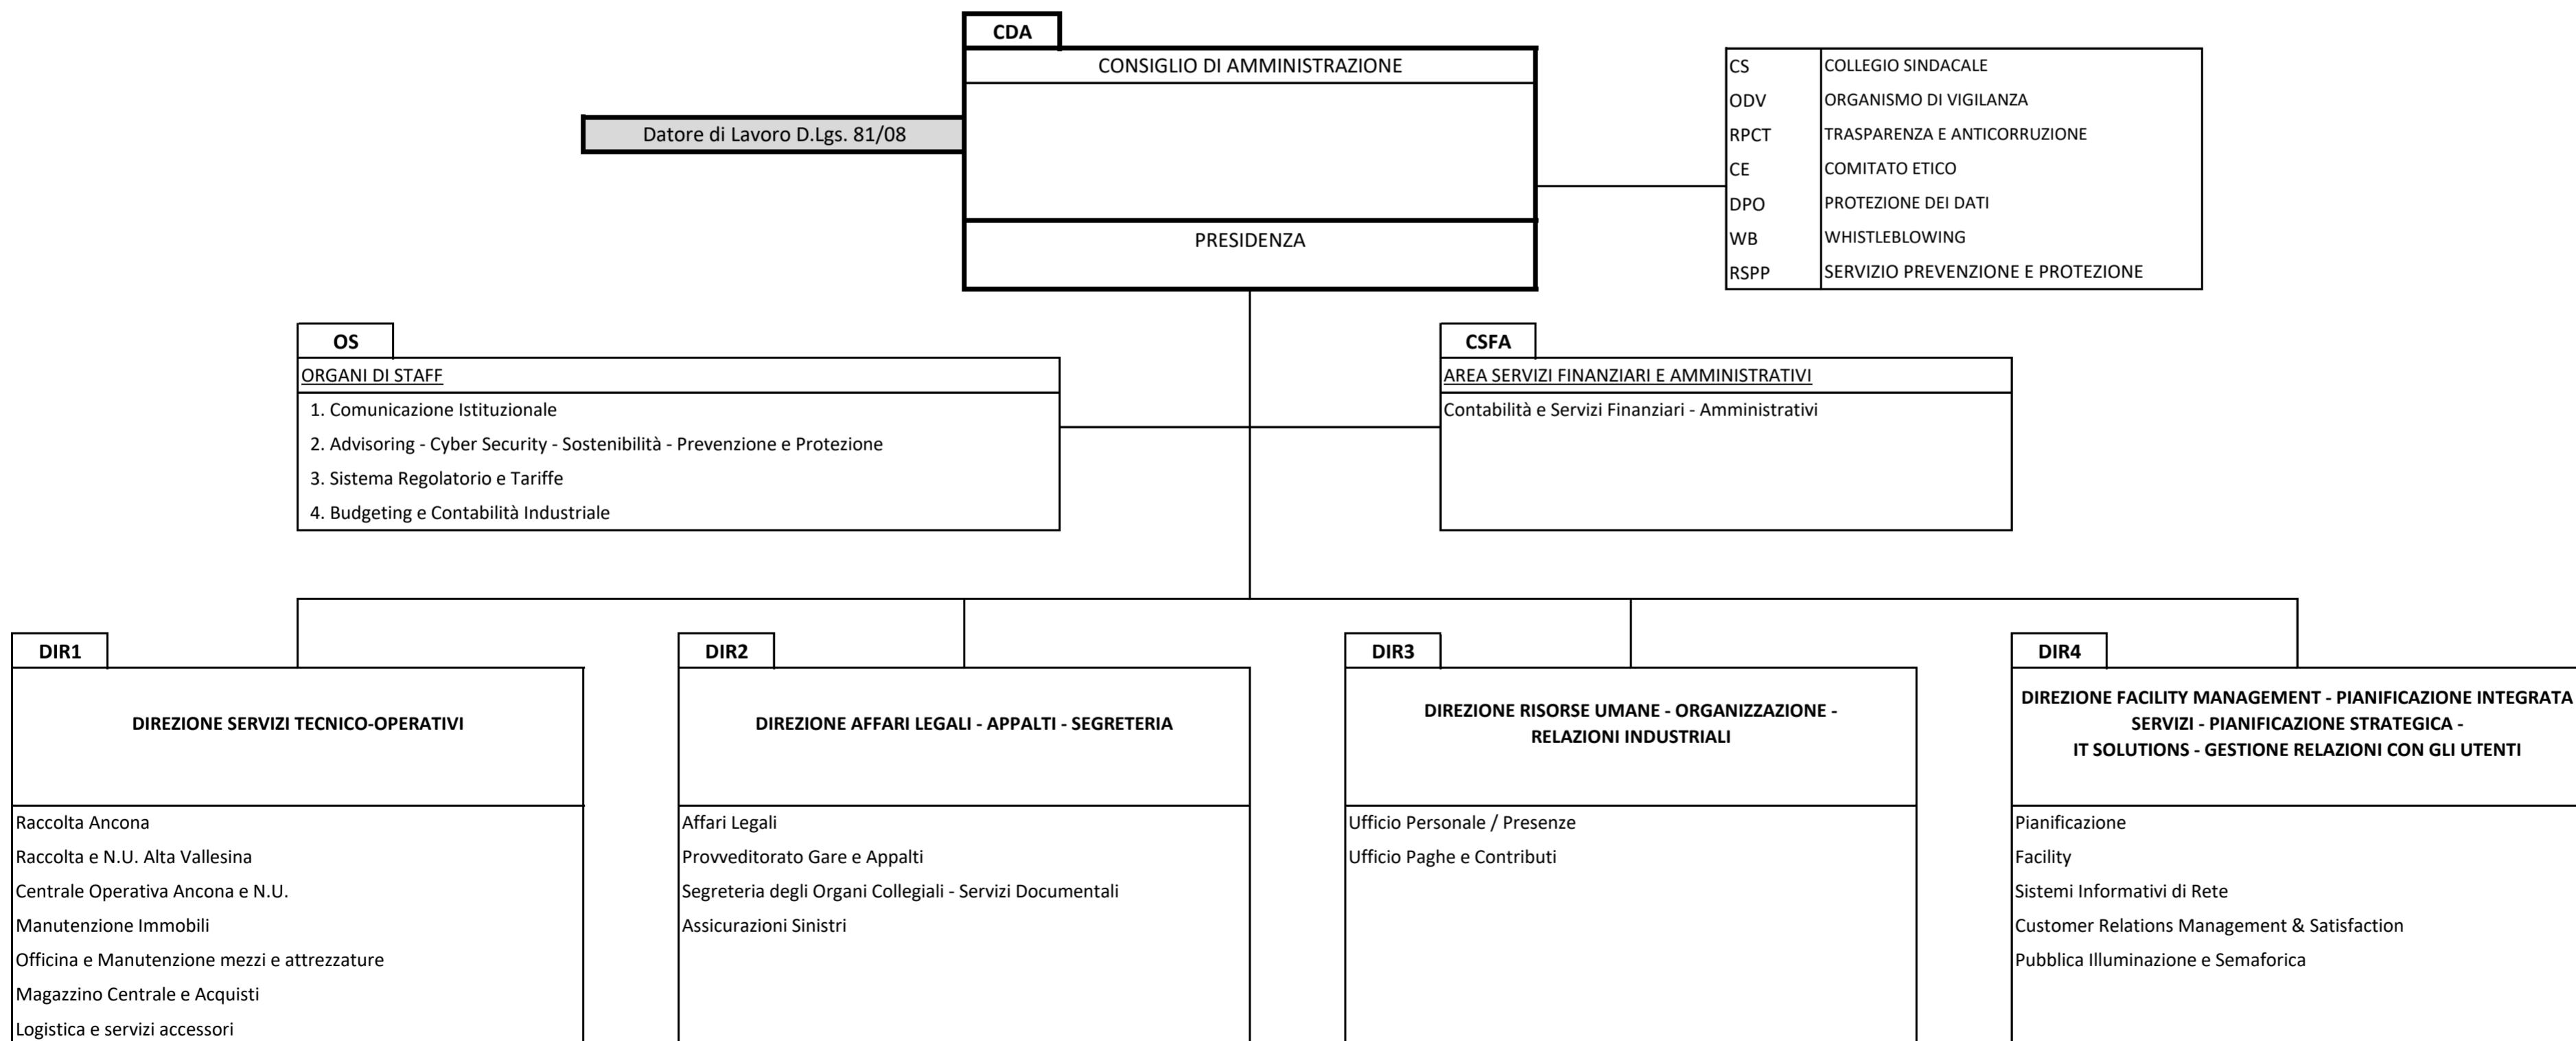 CDA
CONSIGLIO DI AMMINISTRAZIONE
Datore di Lavoro D.Lgs. 81/08
PRESIDENZA
CS COLLEGIO SINDACALE
ODV ORGANISMO DI VIGILANZA
RPCT TRASPARENZA E ANTICORRUZIONE
CE COMITATO ETICO
DPO PROTEZIONE DEI DATI
WB WHISTLEBLOWING
RSPP SERVIZIO PREVENZIONE E PROTEZIONE
OS
ORGANI DI STAFF
1. Comunicazione Istituzionale
2. Advisoring - Cyber Security - Sostenibilità - Prevenzione e Protezione
3. Sistema Regolatorio e Tariffe
4. Budgeting e Contabilità Industriale
CSFA
AREA SERVIZI FINANZIARI E AMMINISTRATIVI
Contabilità e Servizi Finanziari - Amministrativi
DIR1
DIREZIONE SERVIZI TECNICO-OPERATIVI
Raccolta Ancona
Raccolta e N.U. Alta Vallesina
Centrale Operativa Ancona e N.U.
Manutenzione Immobili
Officina e Manutenzione mezzi e attrezzature
Magazzino Centrale e Acquisti
Logistica e servizi accessori
DIR2
DIREZIONE AFFARI LEGALI - APPALTI - SEGRETERIA
Affari Legali
Provveditorato Gare e Appalti
Segreteria degli Organi Collegiali - Servizi Documentali
Assicurazioni Sinistri
DIR3
DIREZIONE RISORSE UMANE - ORGANIZZAZIONE -
RELAZIONI INDUSTRIALI
Ufficio Personale / Presenze
Ufficio Paghe e Contributi
DIR4
DIREZIONE FACILITY MANAGEMENT - PIANIFICAZIONE INTEGRATA
SERVIZI - PIANIFICAZIONE STRATEGICA -
IT SOLUTIONS - GESTIONE RELAZIONI CON GLI UTENTI
Pianificazione
Facility
Sistemi Informativi di Rete
Customer Relations Management & Satisfaction
Pubblica Illuminazione e Semaforica